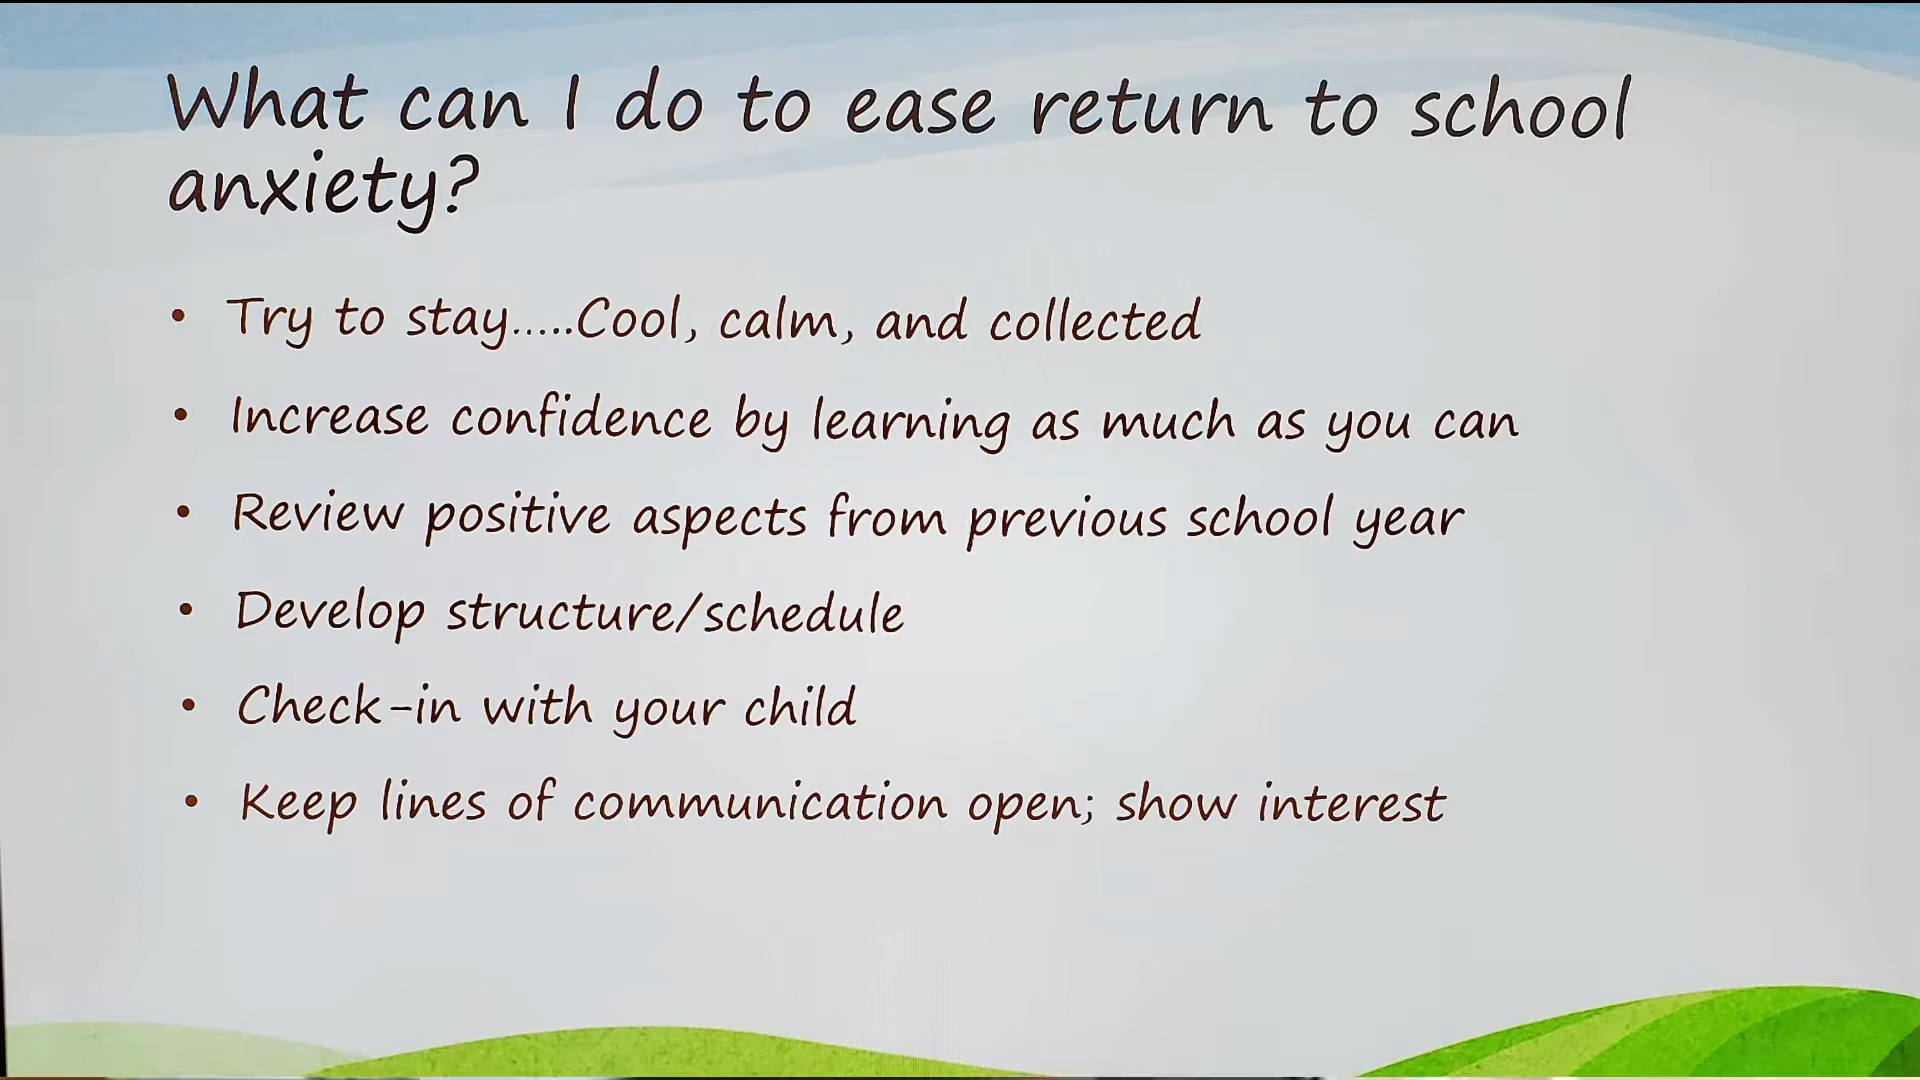 What can I do to ease return to school
anxiety?
• Try to stay.....Cool, calm, and collected
• Increase confidence by learning as much as you can
• Review positive aspects from previous school year
• Develop structure/schedule
• Check-in with your child
• Keep lines of communication open; show interest